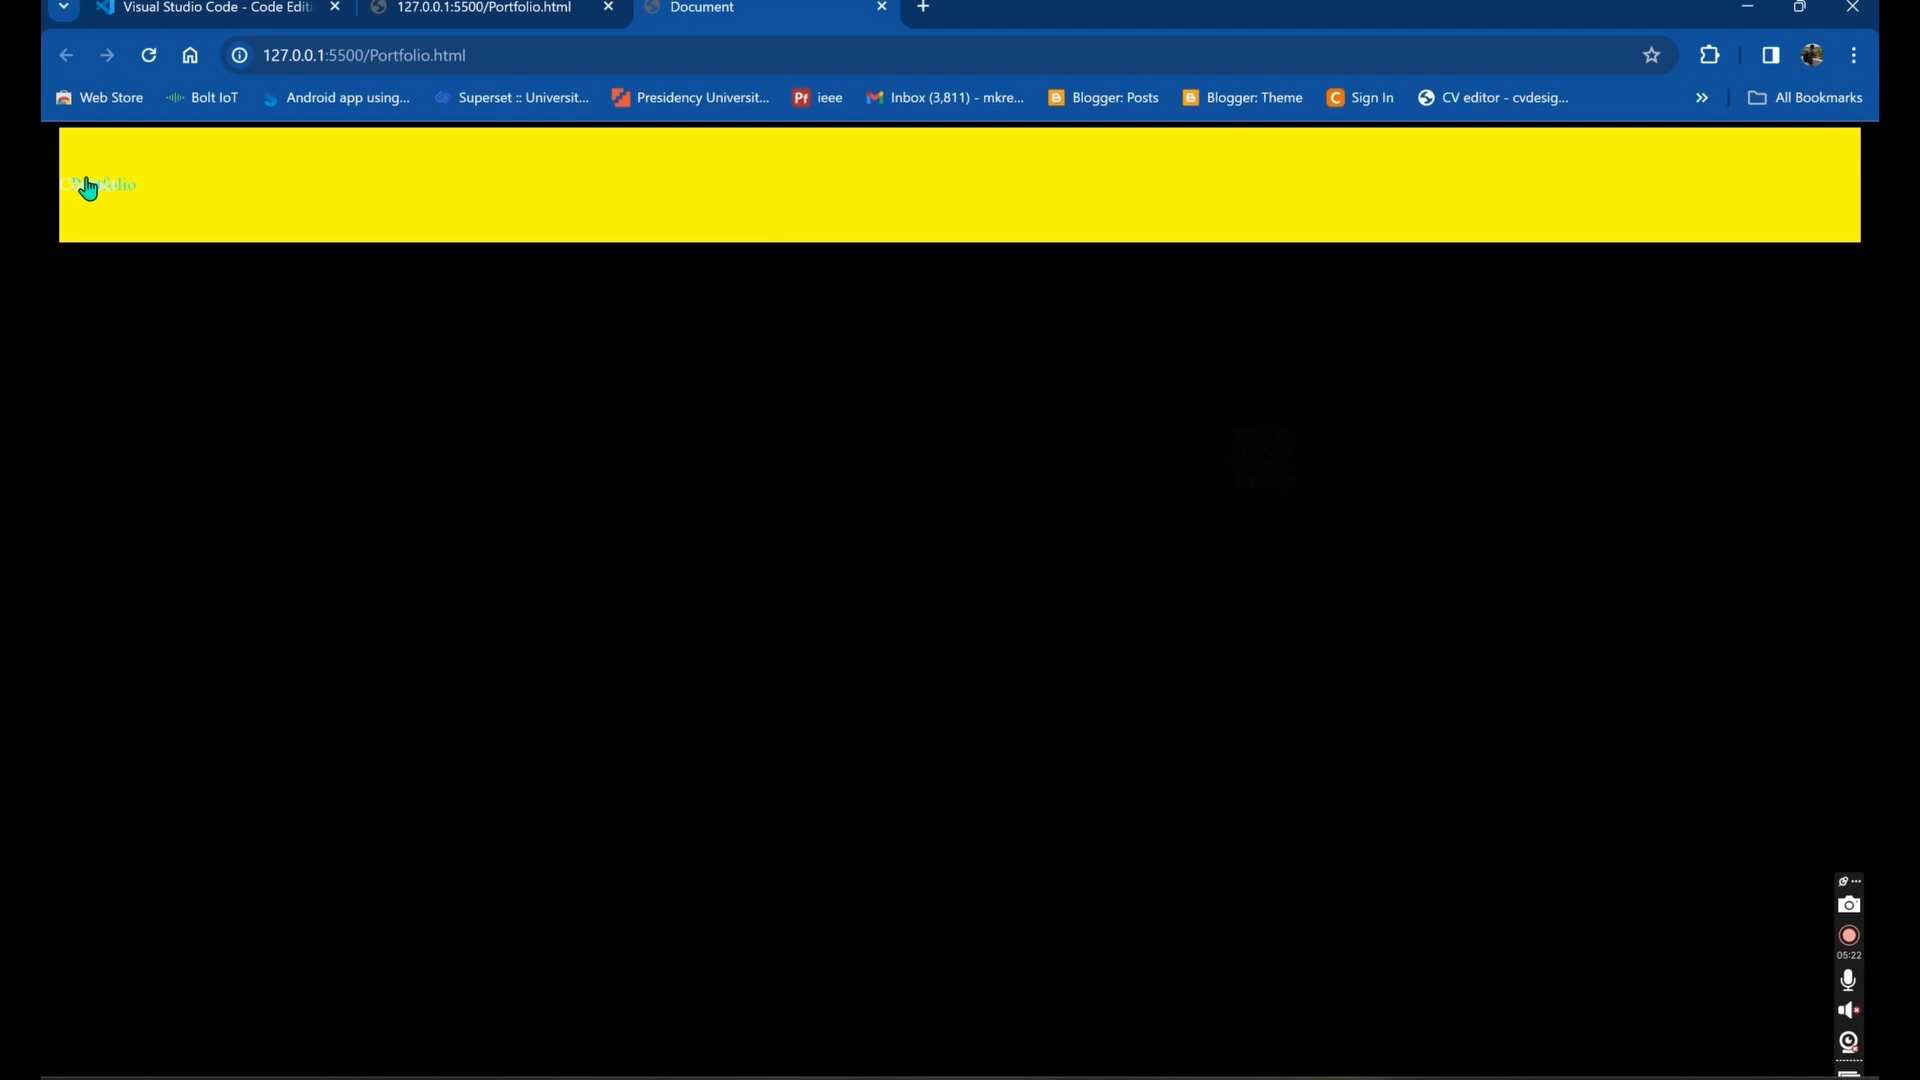 Visual Studio Code - Code Editi
127.0.0.1:5500/Portfolio.html
Document
127.0.0.1:5500/Portfolio.html
Web Store
Bolt IoT
Android app using...
Superset :: Universit...
Presidency Universit...
Pf ieee
Inbox (3,811) - mkre...
Blogger: Posts
Blogger: Theme
C Sign In
CV editor - cvdesig...
All Bookmarks
Portfolio
05:22